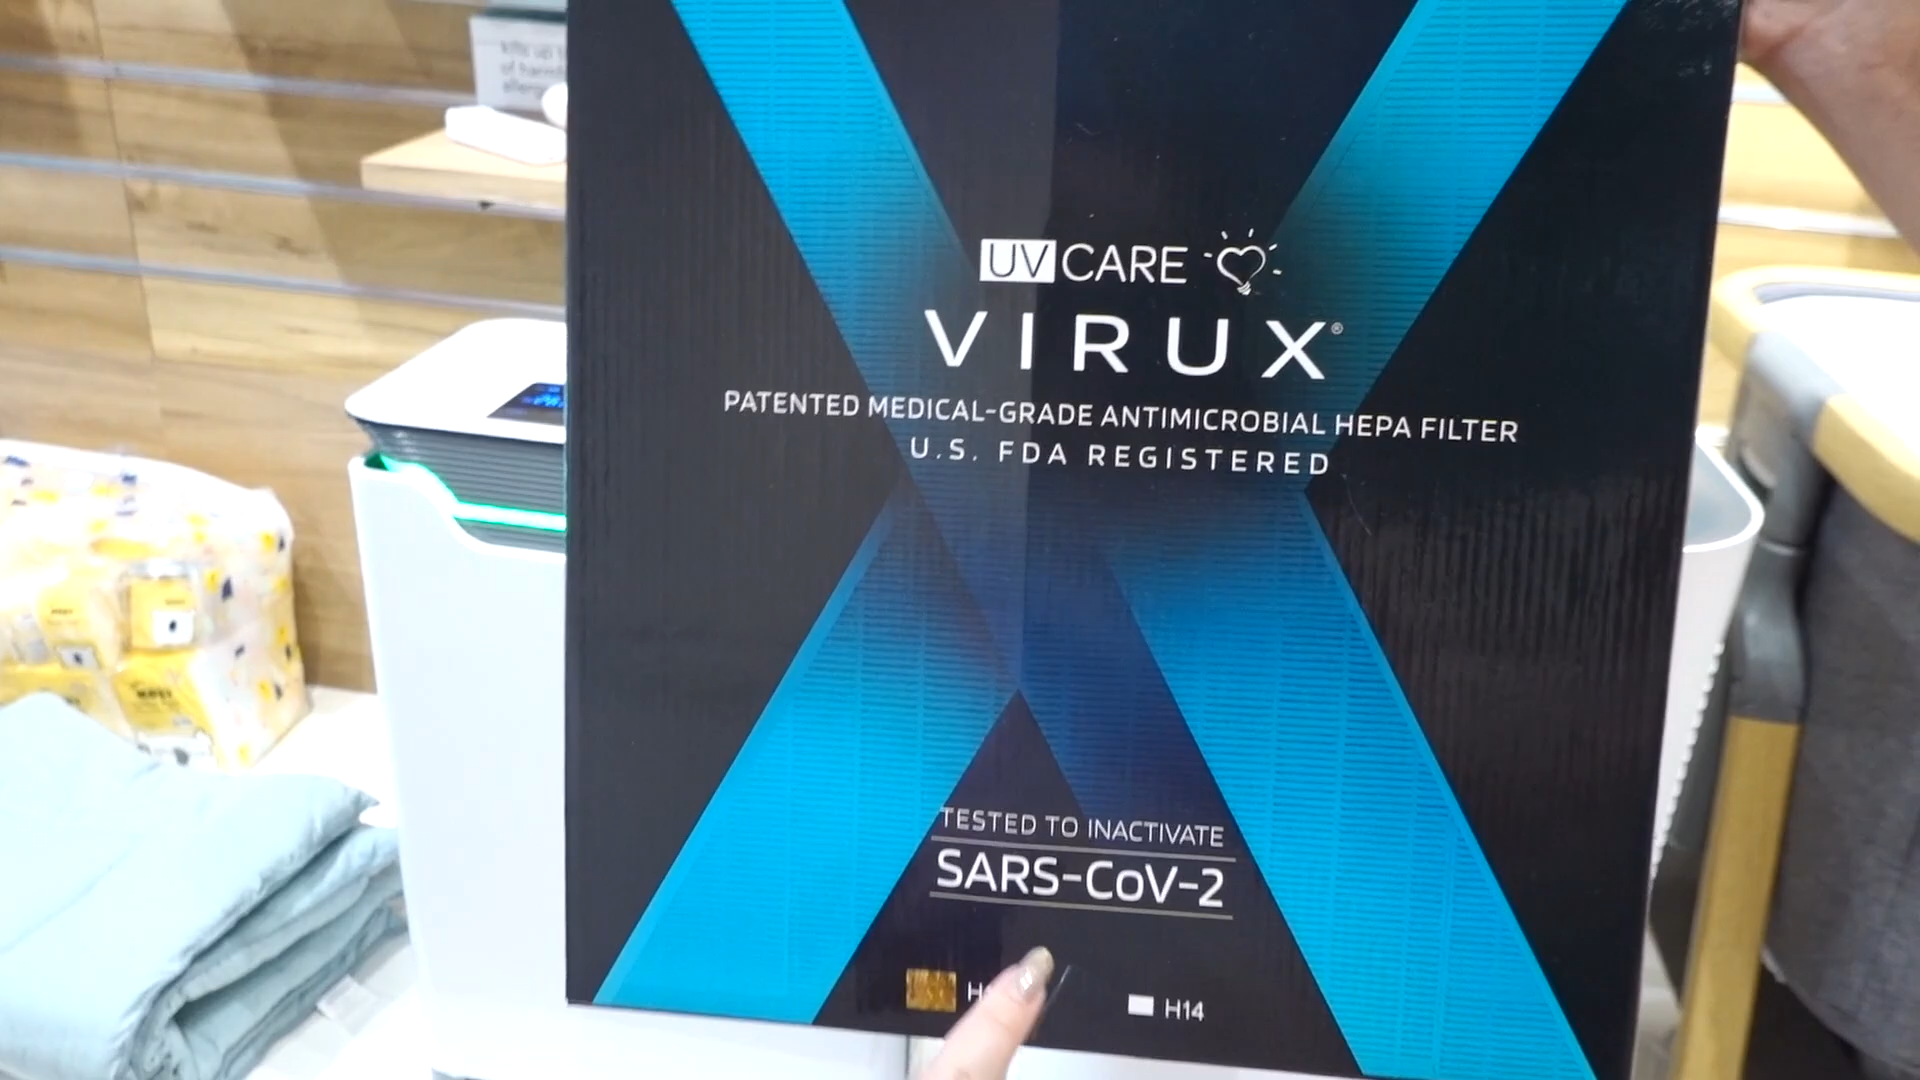 UV CARE
VIRUX®
PATENTED MEDICAL-GRADE ANTIMICROBIAL HEPA FILTER
U.S. FDA REGISTERED
TESTED TO INACTIVATE
SARS-CoV-2
H14